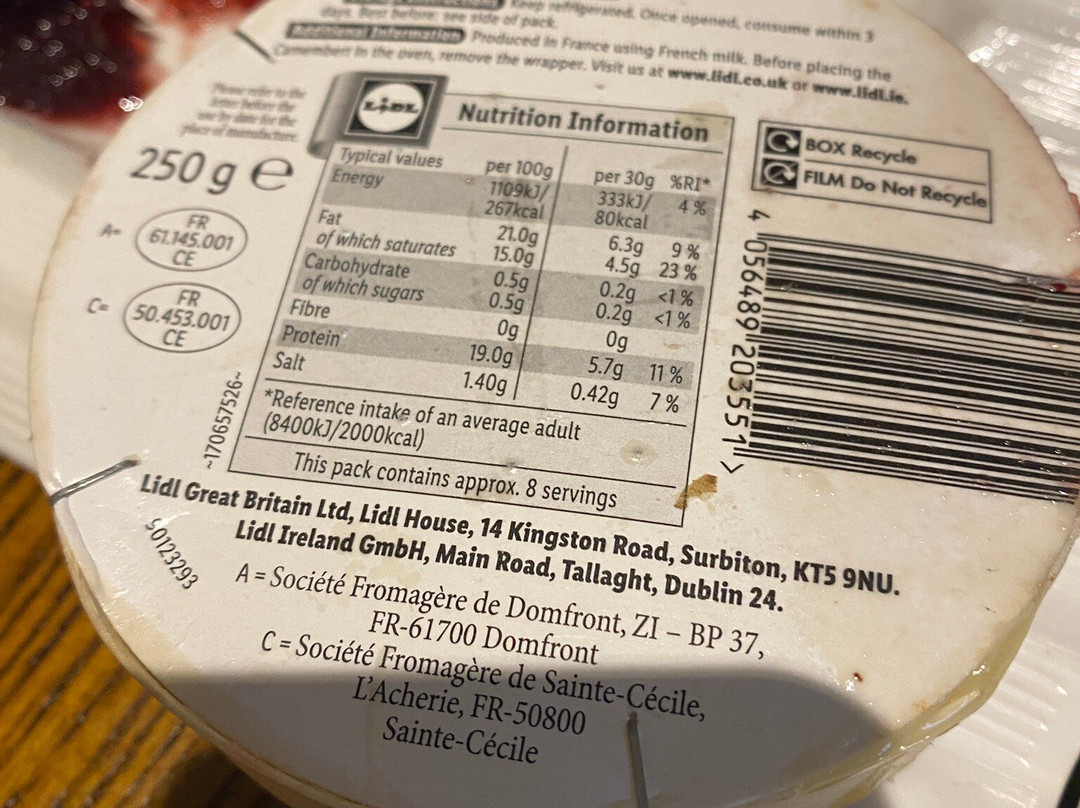 Keep refrigerated. Once opened, consume within 3
days. Best before: see side of pack.
Additional Information Produced in France using French milk. Before placing the
Camembert in the oven, remove the wrapper. Visit us at www.lidl.co.uk or www.lidl.ie.
Please refer to the
letter before the
use by date for the
place of manufacture.
250 g e
A= FR
61.145.001
CE
C= FR
50.453.001
CE
~170657526~
LIDL
Nutrition Information
Typical values per 100g per 30g %RI*
Energy 1109kJ/ 333kJ/ 4 %
267kcal 80kcal
Fat 21.0g 6.3g 9 %
of which saturates 15.0g 4.5g 23 %
Carbohydrate 0.5g 0.2g <1 %
of which sugars 0.5g 0.2g <1 %
Fibre 0g 0g
Protein 19.0g 5.7g 11 %
Salt 1.40g 0.42g 7 %
*Reference intake of an average adult
(8400kJ/2000kcal)
This pack contains approx. 8 servings
BOX Recycle
FILM Do Not Recycle
4 056489 203551 >
Lidl Great Britain Ltd, Lidl House, 14 Kingston Road, Surbiton, KT5 9NU.
Lidl Ireland GmbH, Main Road, Tallaght, Dublin 24.
S0123293
A = Société Fromagère de Domfront, ZI – BP 37,
FR-61700 Domfront
C = Société Fromagère de Sainte-Cécile,
L'Acherie, FR-50800
Sainte-Cécile